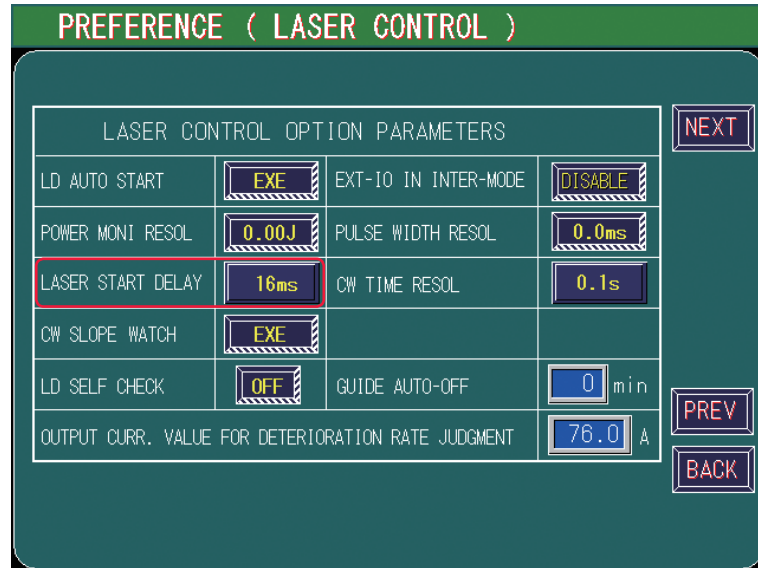 PREFERENCE ( LASER CONTROL )
LASER CONTROL OPTION PARAMETERS
NEXT
LD AUTO START EXE EXT-IO IN INTER-MODE DISABLE
POWER MONI RESOL 0.00J PULSE WIDTH RESOL 0.0ms
LASER START DELAY 16ms CW TIME RESOL 0.1s
CW SLOPE WATCH EXE
LD SELF CHECK OFF GUIDE AUTO-OFF 0 min
PREV
OUTPUT CURR. VALUE FOR DETERIORATION RATE JUDGMENT 76.0 A
BACK